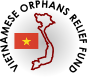 VIETNAMESE ORPHANS RELIEF FUND